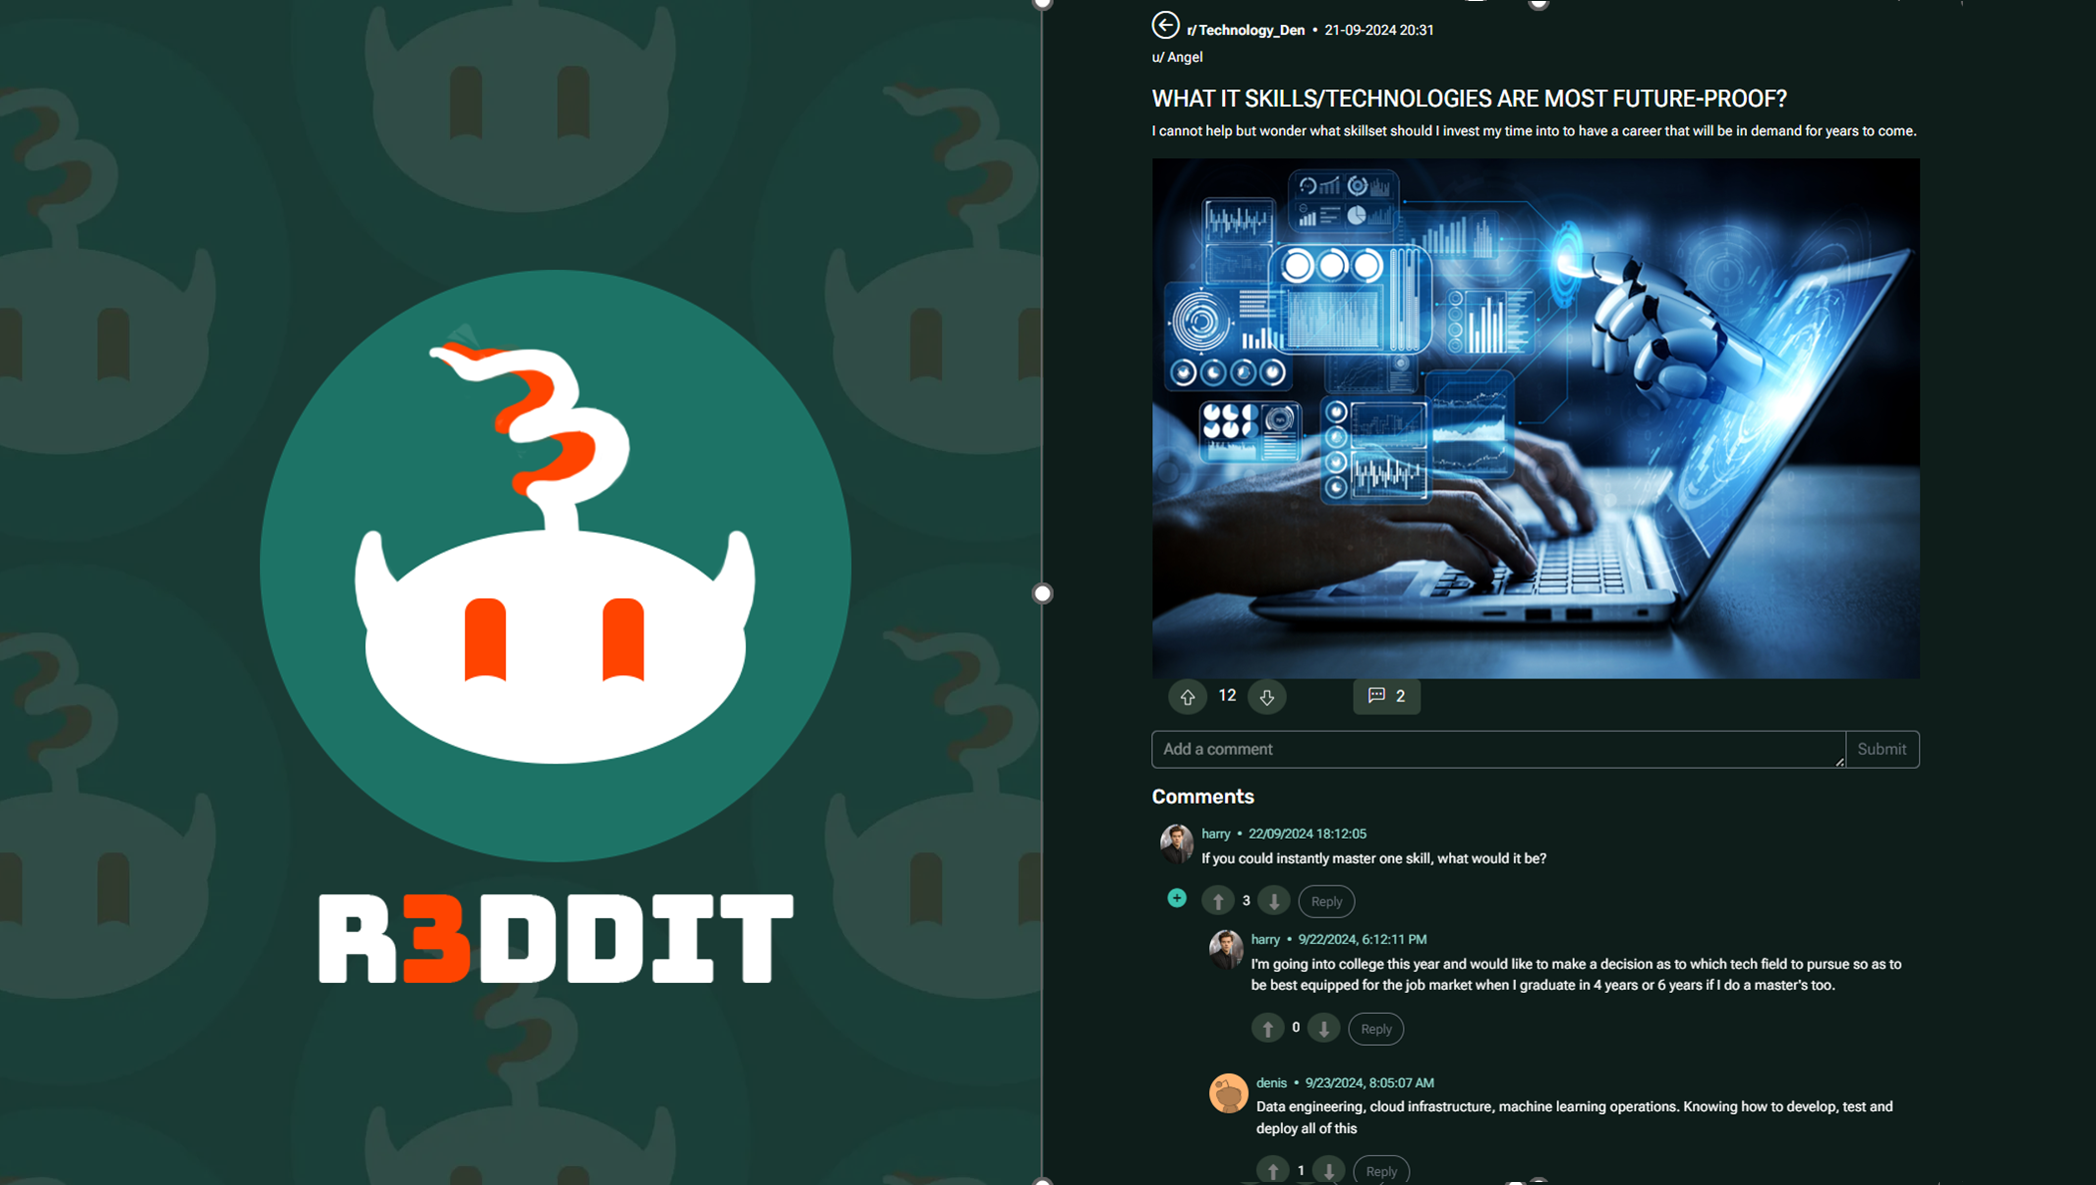 R3DDIT
r/ Technology_Den • 21-09-2024 20:31
u/ Angel
WHAT IT SKILLS/TECHNOLOGIES ARE MOST FUTURE-PROOF?
I cannot help but wonder what skillset should I invest my time into to have a career that will be in demand for years to come.
12
2
Add a comment
Submit
Comments
harry • 22/09/2024 18:12:05
If you could instantly master one skill, what would it be?
3
Reply
harry • 9/22/2024, 6:12:11 PM
I'm going into college this year and would like to make a decision as to which tech field to pursue so as to
be best equipped for the job market when I graduate in 4 years or 6 years if I do a master's too.
0
Reply
denis • 9/23/2024, 8:05:07 AM
Data engineering, cloud infrastructure, machine learning operations. Knowing how to develop, test and
deploy all of this
1
Reply